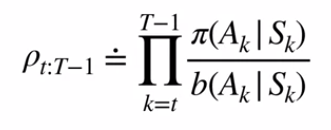 ρ_{t:T−1} ≐ ∏_{k=t}^{T−1} π(A_k | S_k) / b(A_k | S_k)